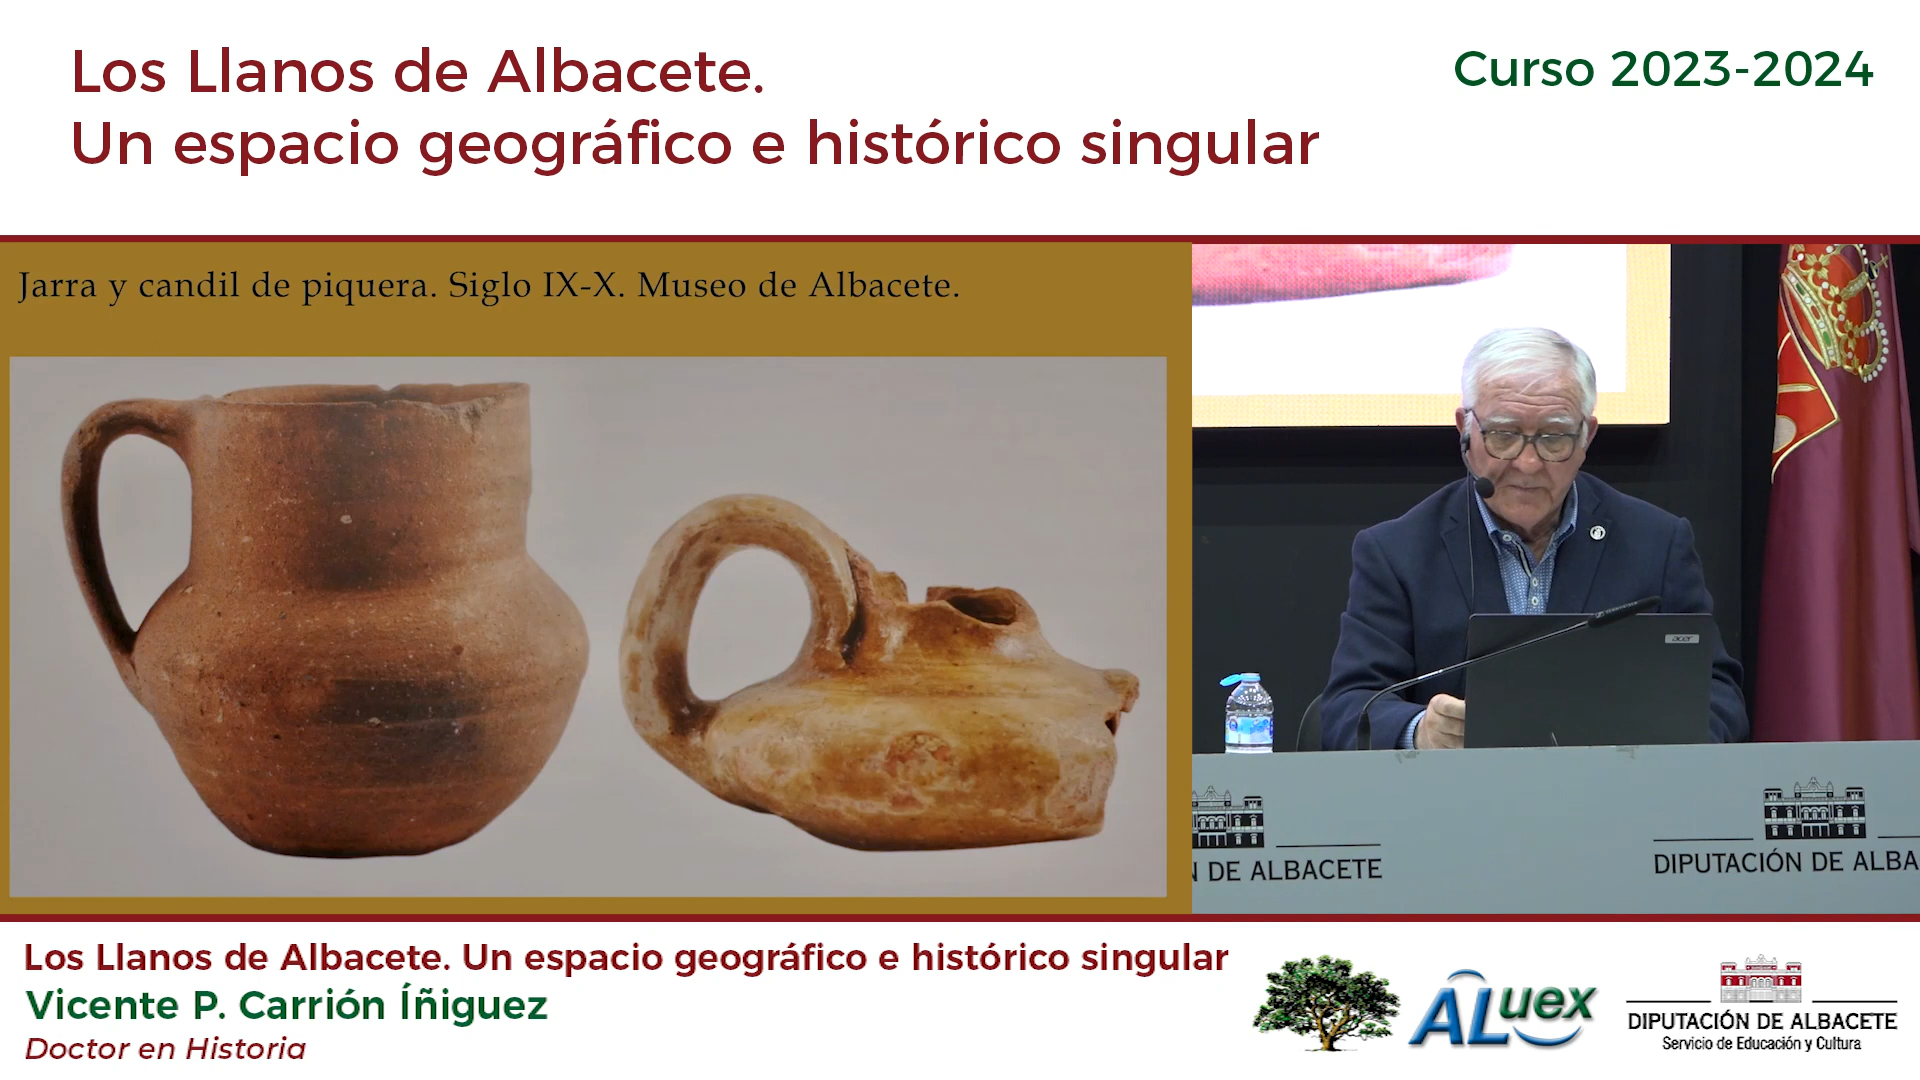 Los Llanos de Albacete.
Un espacio geográfico e histórico singular
Curso 2023-2024
Jarra y candil de piquera. Siglo IX-X. Museo de Albacete.
acer
N DE ALBACETE
DIPUTACIÓN DE ALBA
Los Llanos de Albacete. Un espacio geográfico e histórico singular
Vicente P. Carrión Íñiguez
Doctor en Historia
ALuex
DIPUTACIÓN DE ALBACETE
Servicio de Educación y Cultura